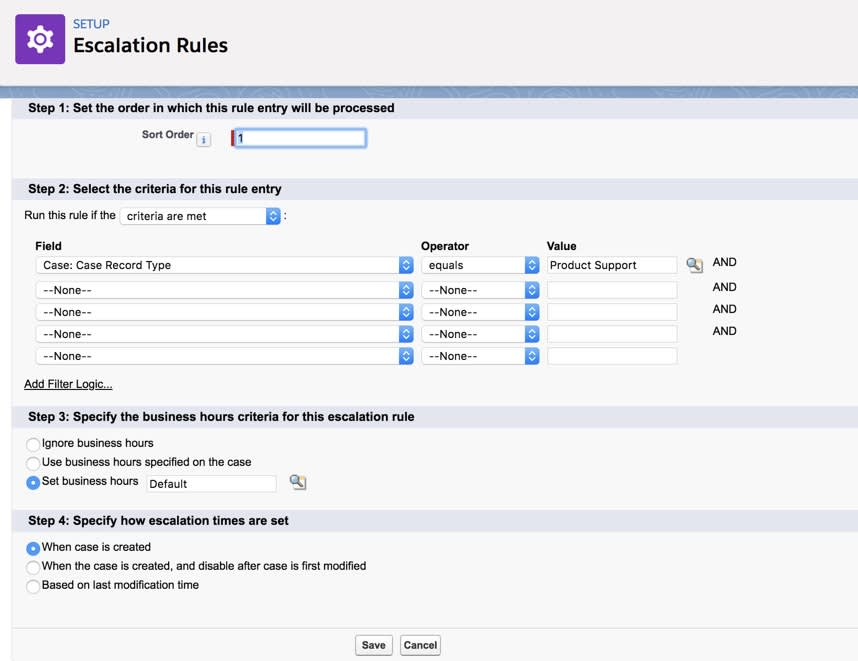 SETUP
Escalation Rules
Step 1: Set the order in which this rule entry will be processed
Sort Order i 1
Step 2: Select the criteria for this rule entry
Run this rule if the criteria are met :
Field Operator Value
Case: Case Record Type equals Product Support AND
--None-- --None-- AND
--None-- --None-- AND
--None-- --None-- AND
--None-- --None--
Add Filter Logic...
Step 3: Specify the business hours criteria for this escalation rule
Ignore business hours
Use business hours specified on the case
Set business hours Default
Step 4: Specify how escalation times are set
When case is created
When the case is created, and disable after case is first modified
Based on last modification time
Save Cancel